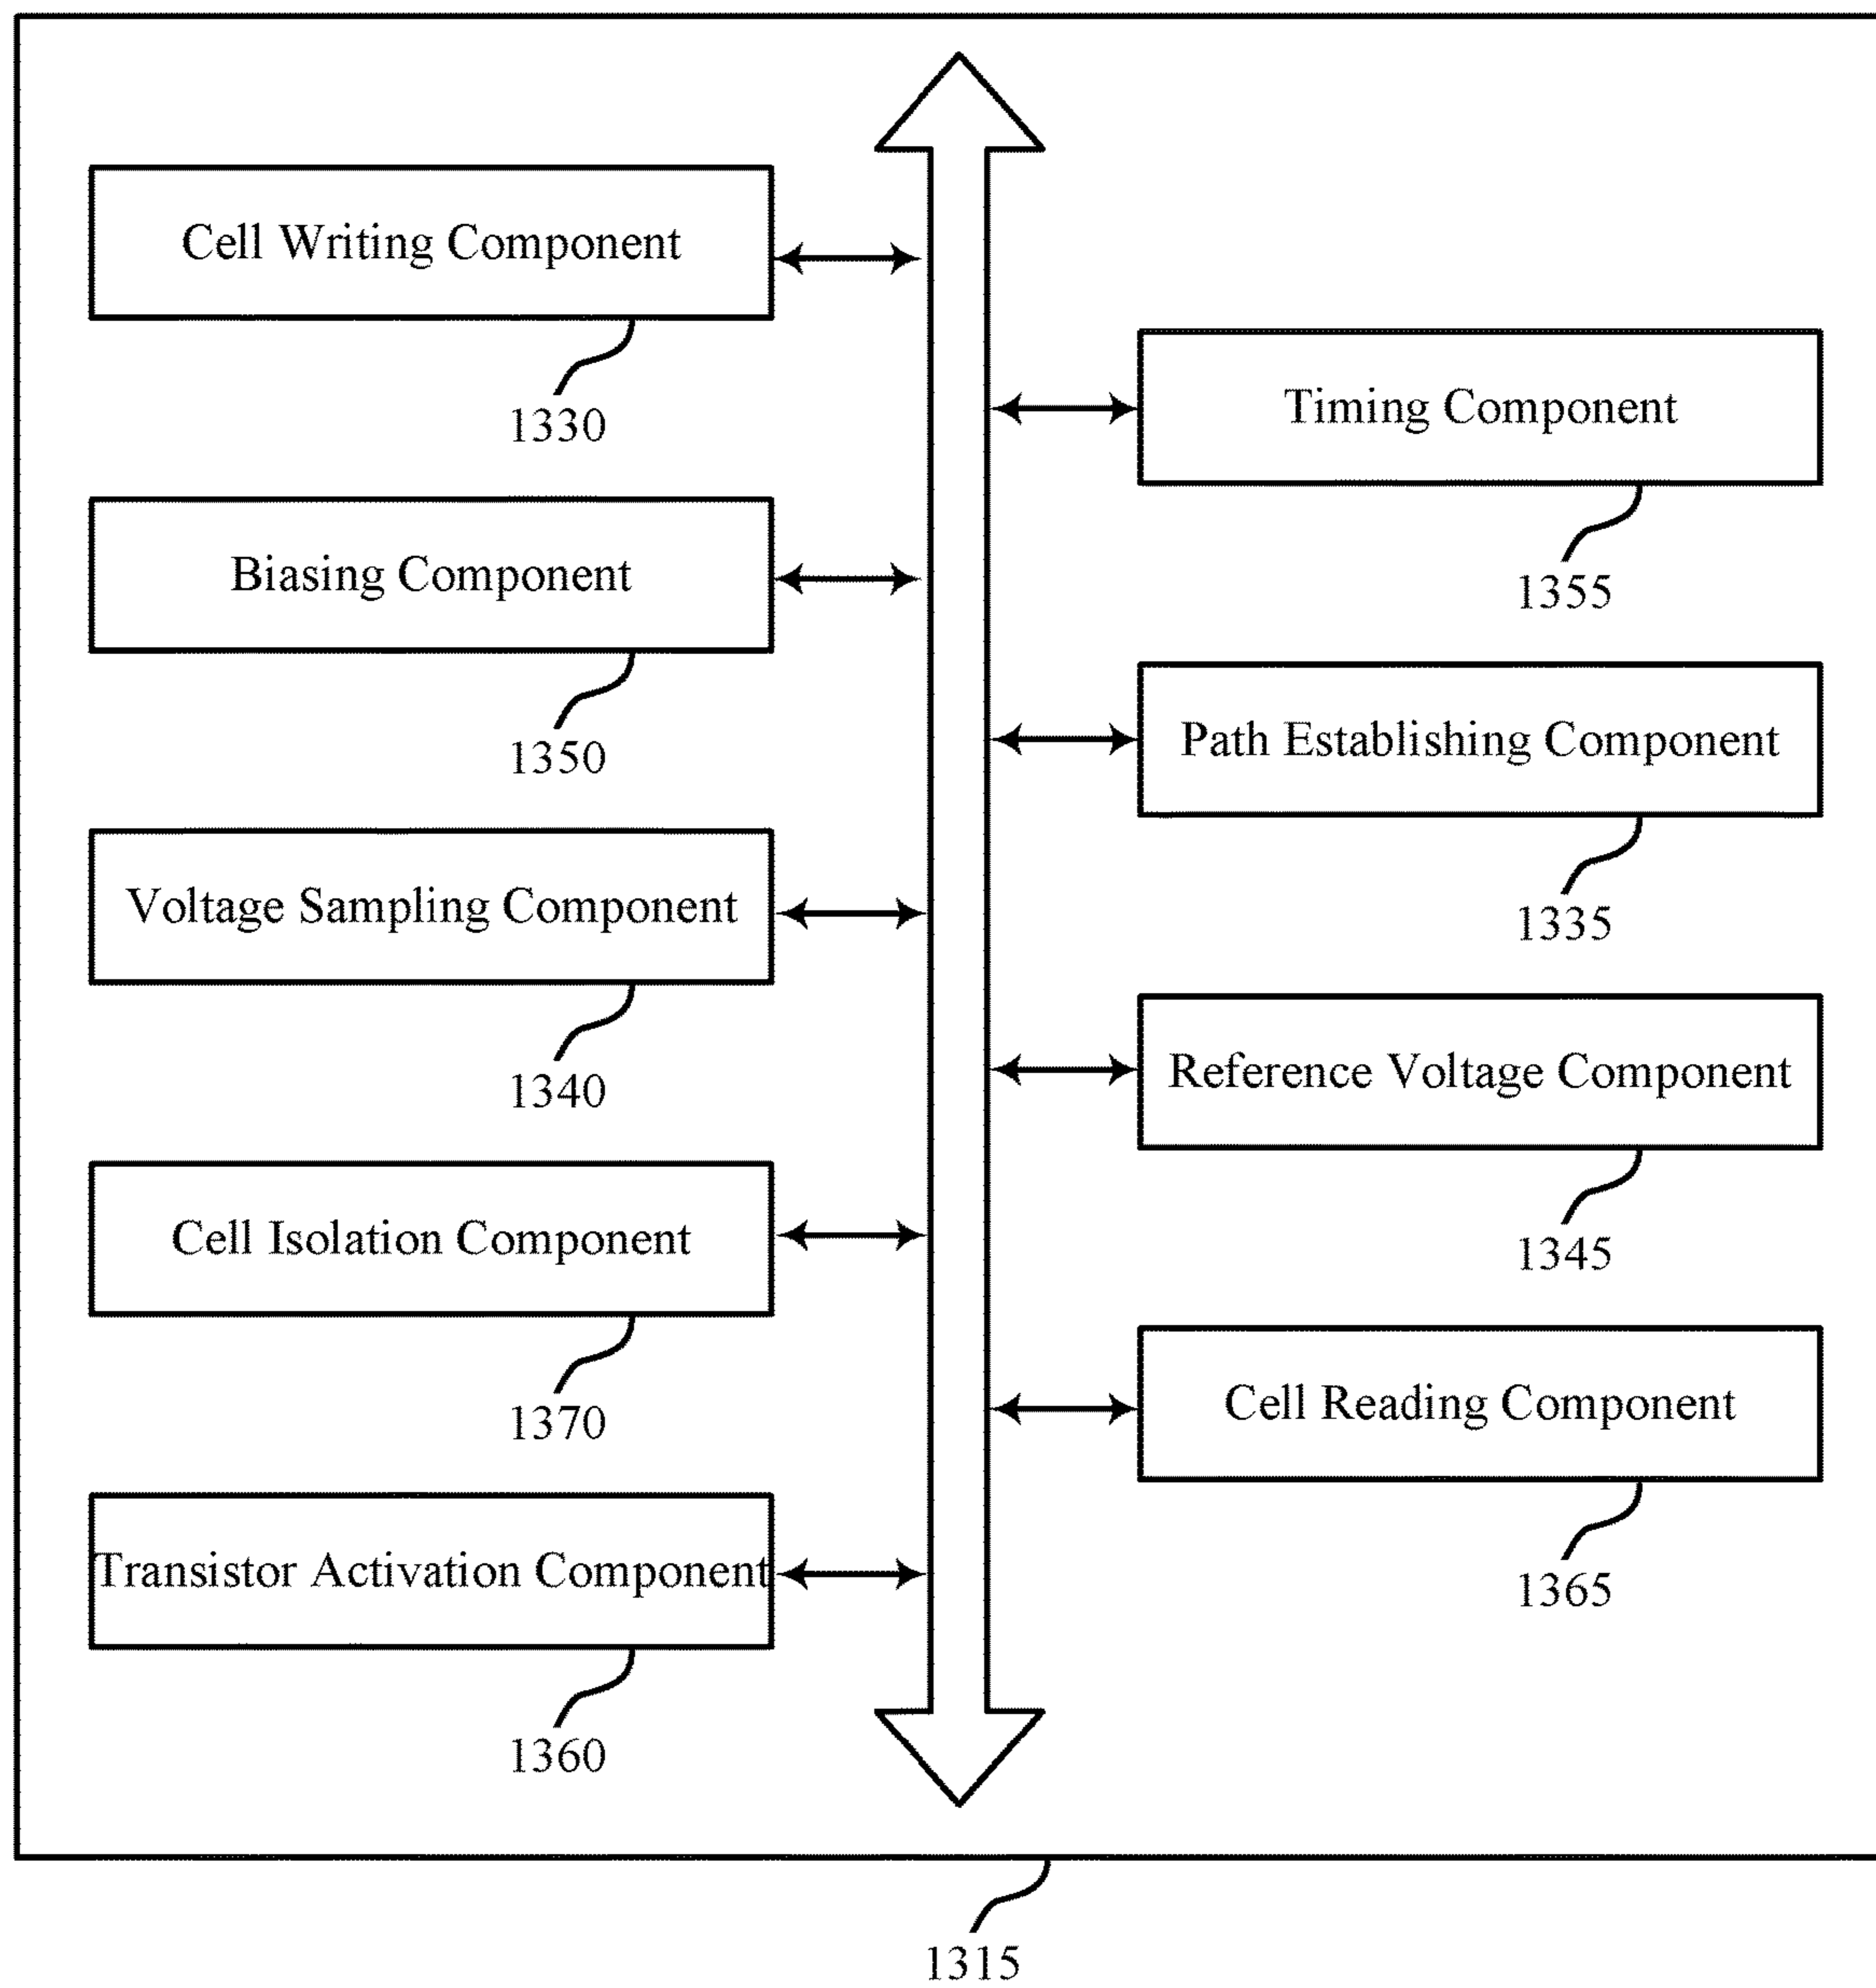 Cell Writing Component
1330
Timing Component
1355
Biasing Component
1350
Path Establishing Component
1335
Voltage Sampling Component
1340
Reference Voltage Component
1345
Cell Isolation Component
1370
Cell Reading Component
1365
Transistor Activation Component
1360
1315